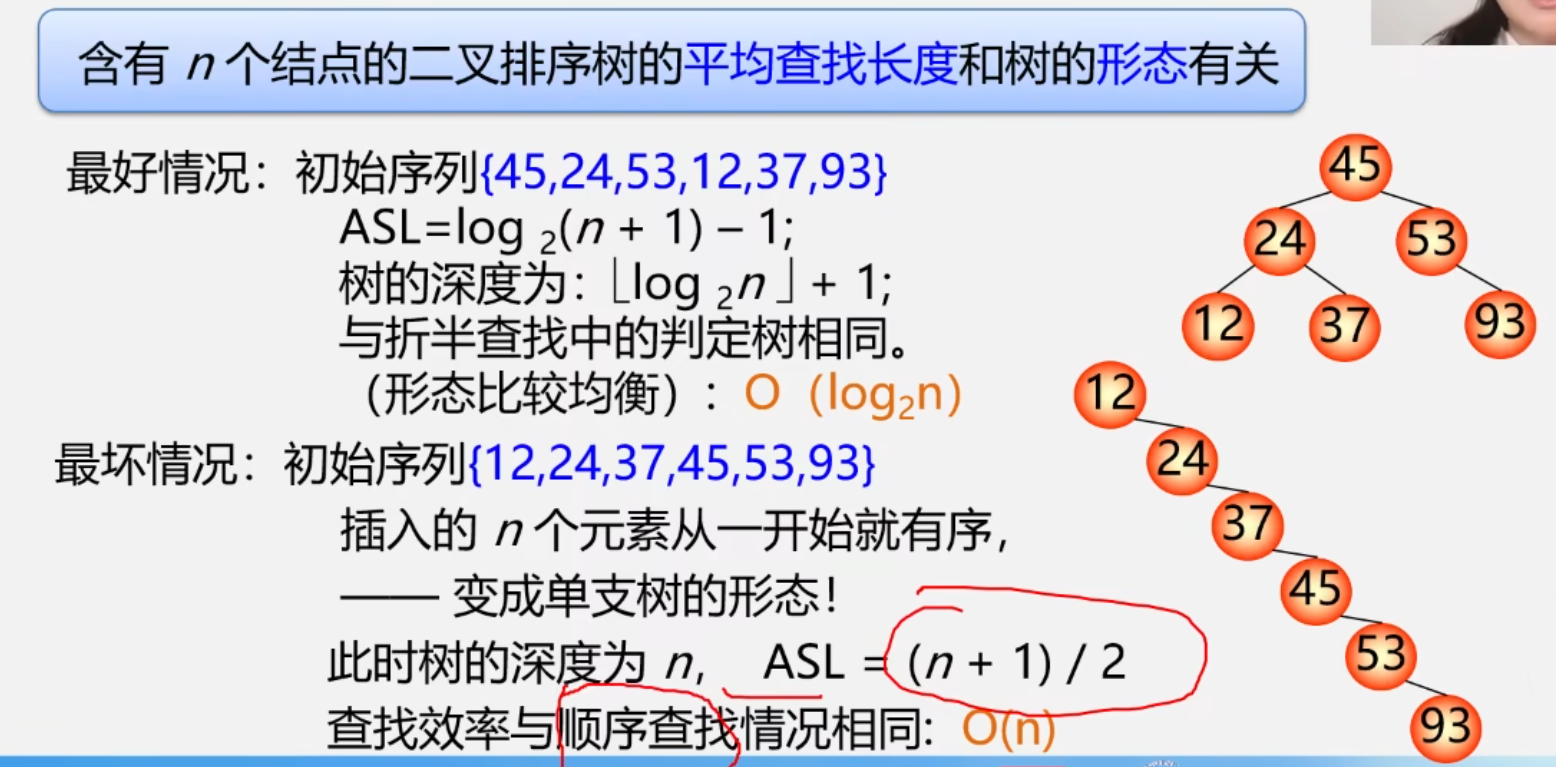 含有 n 个结点的二叉排序树的平均查找长度和树的形态有关
最好情况：初始序列{45,24,53,12,37,93}
ASL=log ₂(n + 1) – 1;
树的深度为：⌊log ₂n ⌋ + 1;
与折半查找中的判定树相同。
（形态比较均衡）：O（log₂n）
最坏情况：初始序列{12,24,37,45,53,93}
插入的 n 个元素从一开始就有序，
—— 变成单支树的形态！
此时树的深度为 n， ASL = (n + 1) / 2
查找效率与顺序查找情况相同: O(n)
45
24 53
12 37 93
12
24
37
45
53
93